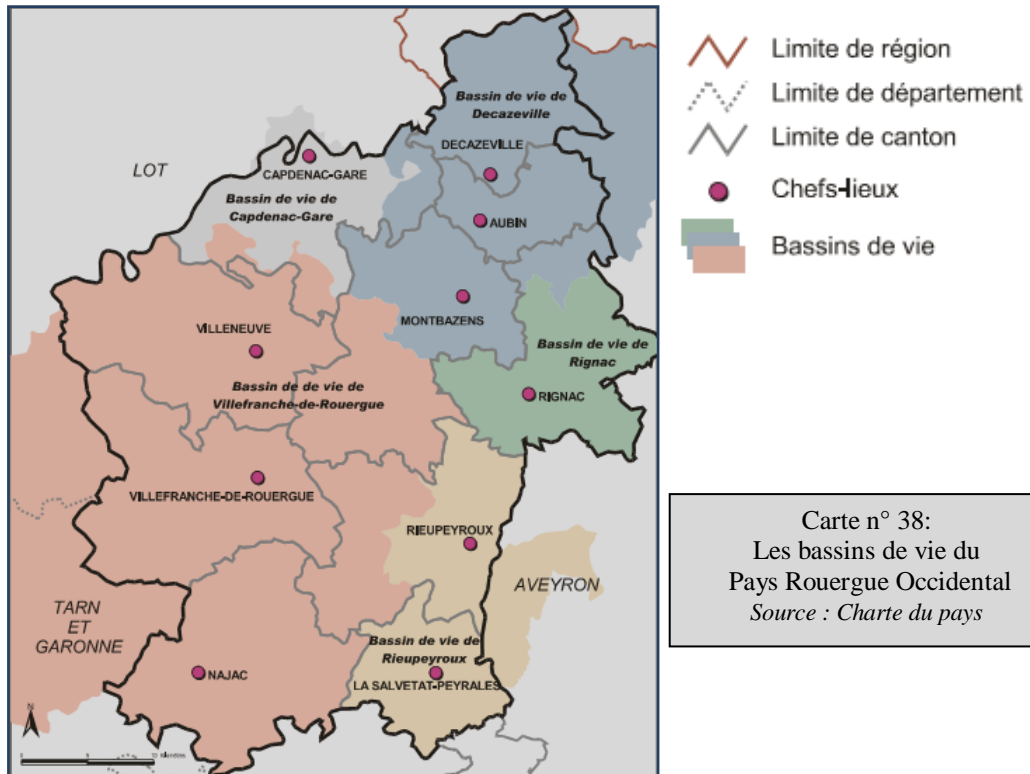 Bassin de vie de
Decazeville
DECAZEVILLE
LOT
CAPDENAC-GARE
Bassin de vie de
Capdenac-Gare
AUBIN
MONTBAZENS
VILLENEUVE
Bassin de vie de
Rignac
Bassin de de vie de
Villefranche-de-Rouergue
RIGNAC
VILLEFRANCHE-DE-ROUERGUE
RIEUPEYROUX
AVEYRON
TARN
ET
GARONNE
Bassin de vie de
Rieupeyroux
NAJAC
LA SALVETAT-PEYRALES
N
Limite de région
Limite de département
Limite de canton
Chefs-lieux
Bassins de vie
Carte n° 38:
Les bassins de vie du
Pays Rouergue Occidental
Source : Charte du pays